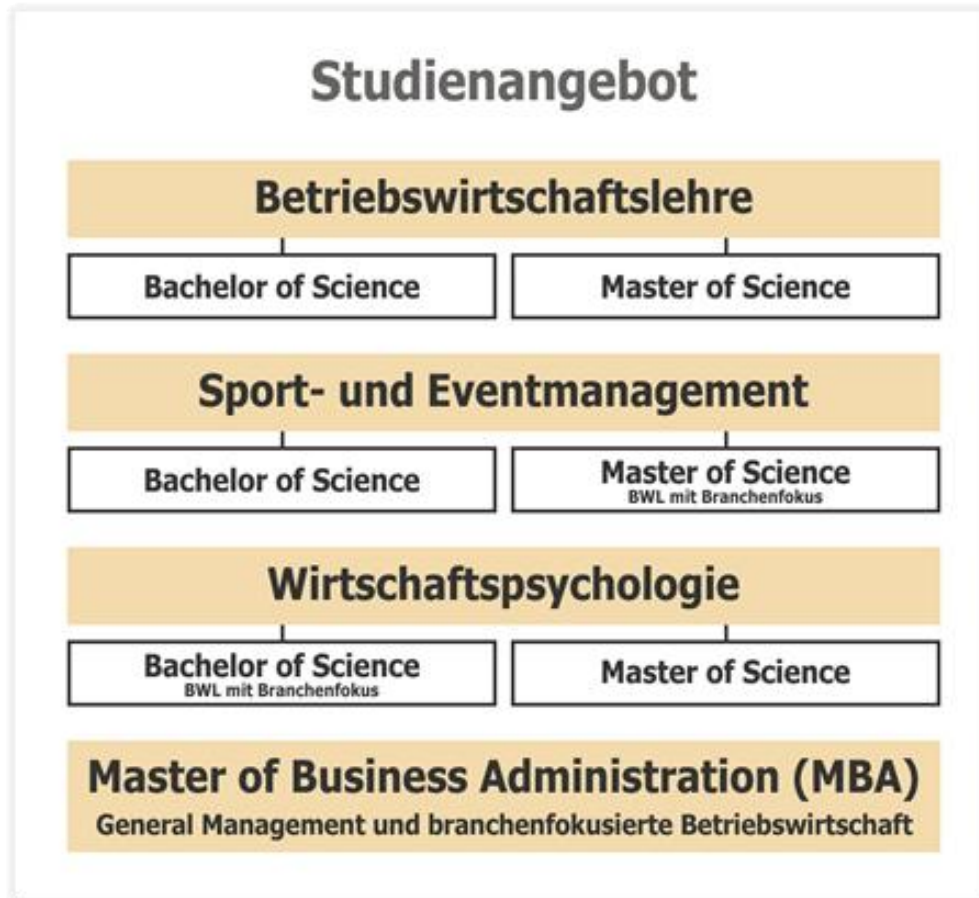 Studienangebot
Betriebswirtschaftslehre
Bachelor of Science
Master of Science
Sport- und Eventmanagement
Bachelor of Science
Master of Science
BWL mit Branchenfokus
Wirtschaftspsychologie
Bachelor of Science
BWL mit Branchenfokus
Master of Science
Master of Business Administration (MBA)
General Management und branchenfokusierte Betriebswirtschaft